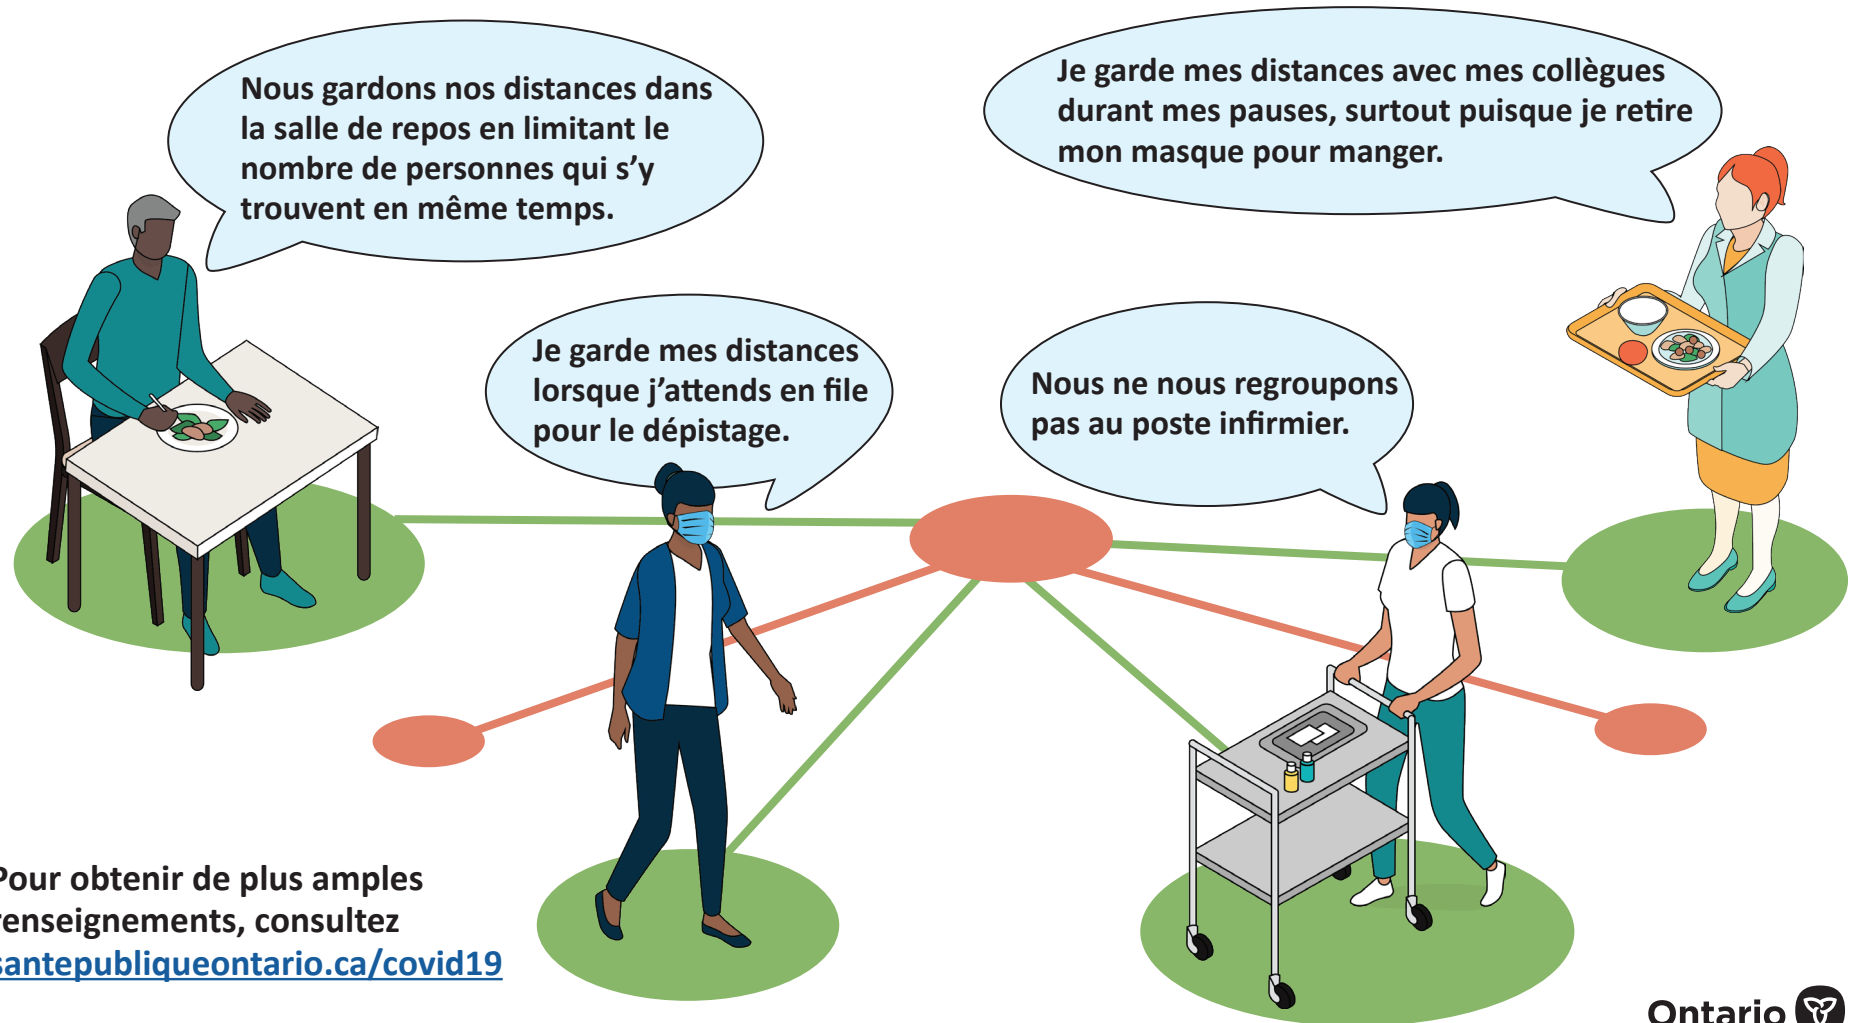 Nous gardons nos distances dans
la salle de repos en limitant le
nombre de personnes qui s’y
trouvent en même temps.
Je garde mes distances avec mes collègues
durant mes pauses, surtout puisque je retire
mon masque pour manger.
Je garde mes distances
lorsque j’attends en file
pour le dépistage.
Nous ne nous regroupons
pas au poste infirmier.
Pour obtenir de plus amples
renseignements, consultez
santepubliqueontario.ca/covid19
Ontario